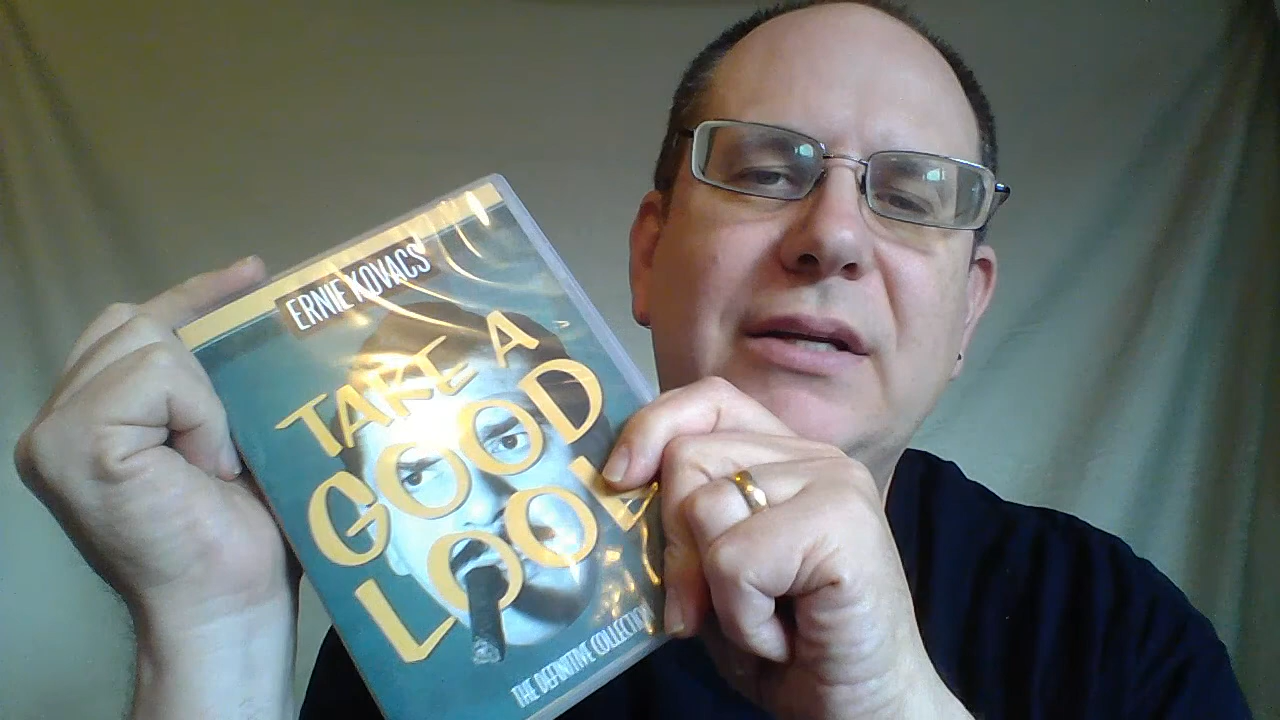 ERNIE KOVACS
TAKE A
GOOD
LOOK
THE DEFINITIVE COLLECTION